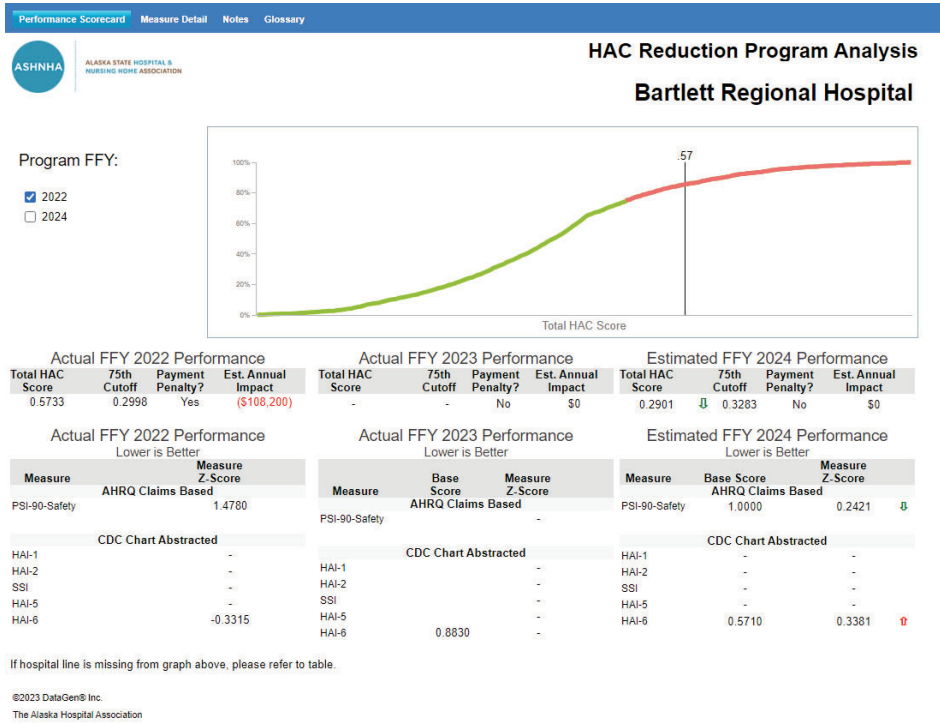 Performance Scorecard Measure Detail Notes Glossary
ASHNHA
ALASKA STATE HOSPITAL &
NURSING HOME ASSOCIATION
HAC Reduction Program Analysis
Bartlett Regional Hospital
Program FFY:
2022
2024
.57
100%
80%
60%
40%
20%
0%
Total HAC Score
Actual FFY 2022 Performance
Total HAC Score 75th Cutoff Payment Penalty? Est. Annual Impact
0.5733 0.2998 Yes ($108,200)
Actual FFY 2023 Performance
Total HAC Score 75th Cutoff Payment Penalty? Est. Annual Impact
- - No $0
Estimated FFY 2024 Performance
Total HAC Score 75th Cutoff Payment Penalty? Est. Annual Impact
0.2901 ⇩ 0.3283 No $0
Actual FFY 2022 Performance
Lower is Better
Measure Measure Z-Score
AHRQ Claims Based
PSI-90-Safety 1.4780
CDC Chart Abstracted
HAI-1 -
HAI-2 -
SSI -
HAI-5 -
HAI-6 -0.3315
Actual FFY 2023 Performance
Lower is Better
Measure Base Score Measure Z-Score
AHRQ Claims Based
PSI-90-Safety -
CDC Chart Abstracted
HAI-1 -
HAI-2 -
SSI -
HAI-5 -
HAI-6 0.8830 -
Estimated FFY 2024 Performance
Lower is Better
Measure Base Score Measure Z-Score
AHRQ Claims Based
PSI-90-Safety 1.0000 0.2421 ⇩
CDC Chart Abstracted
HAI-1 - -
HAI-2 - -
SSI - -
HAI-5 - -
HAI-6 0.5710 0.3381 ⇧
If hospital line is missing from graph above, please refer to table.
©2023 DataGen® Inc.
The Alaska Hospital Association